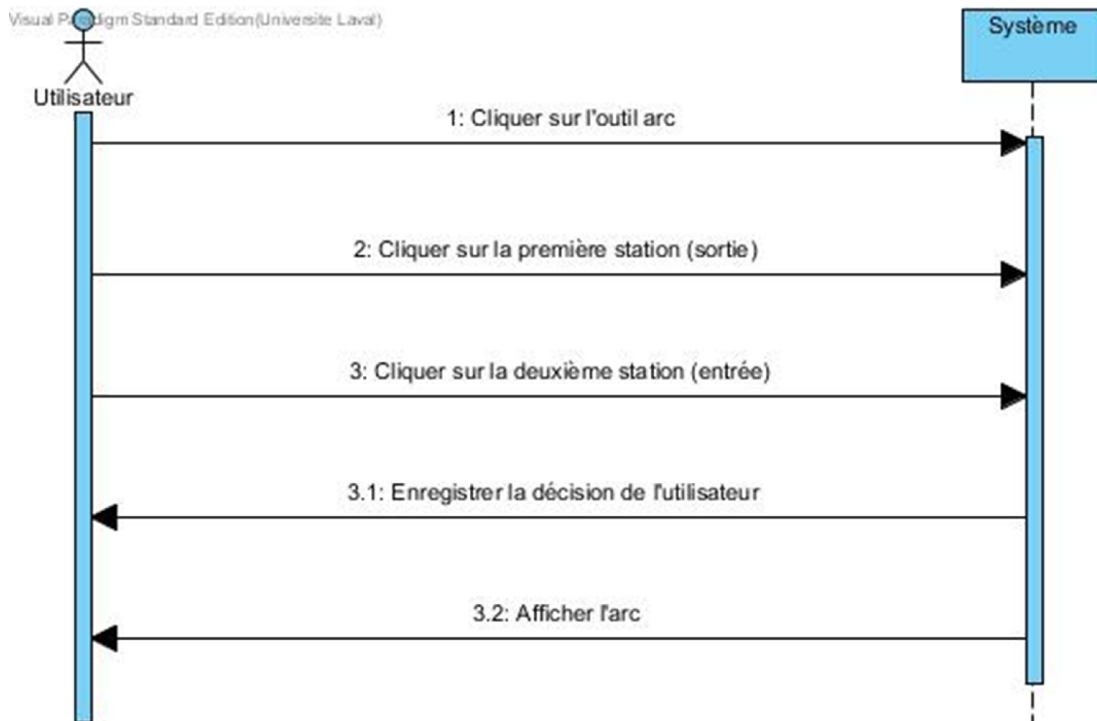 Visual Paradigm Standard Edition(Universite Laval)
Système
Utilisateur
1: Cliquer sur l'outil arc
2: Cliquer sur la première station (sortie)
3: Cliquer sur la deuxième station (entrée)
3.1: Enregistrer la décision de l'utilisateur
3.2: Afficher l'arc